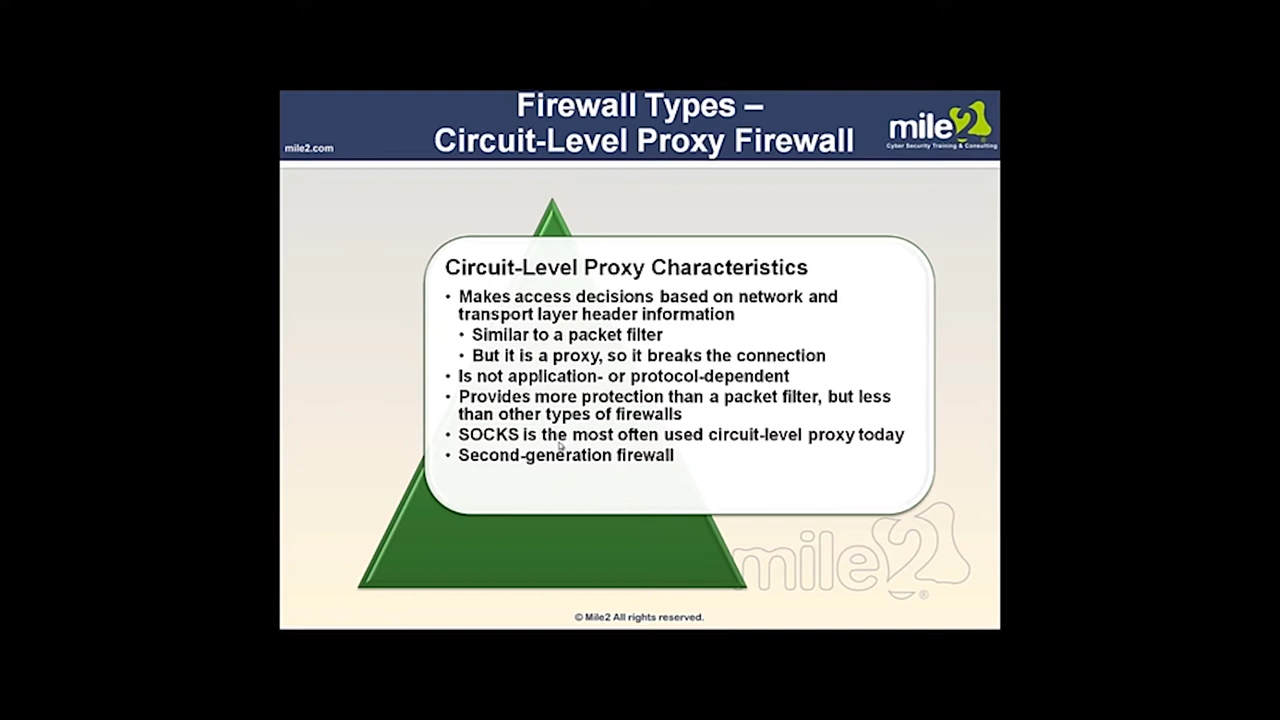 Firewall Types –
Circuit-Level Proxy Firewall
mile2.com
mile2
Cyber Security Training & Consulting
Circuit-Level Proxy Characteristics
• Makes access decisions based on network and
transport layer header information
• Similar to a packet filter
• But it is a proxy, so it breaks the connection
• Is not application- or protocol-dependent
• Provides more protection than a packet filter, but less
than other types of firewalls
• SOCKS is the most often used circuit-level proxy today
• Second-generation firewall
mile2®
© Mile2 All rights reserved.